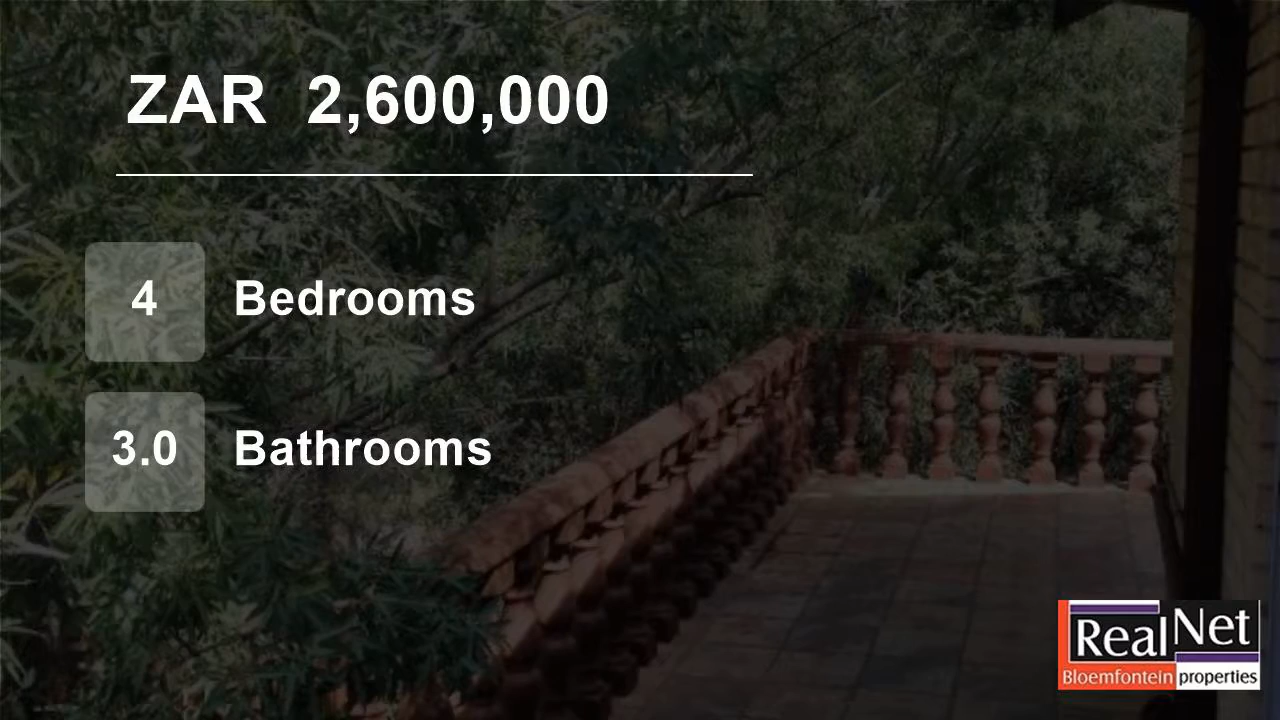 ZAR 2,600,000
4 Bedrooms
3.0 Bathrooms
RealNet
Bloemfontein properties